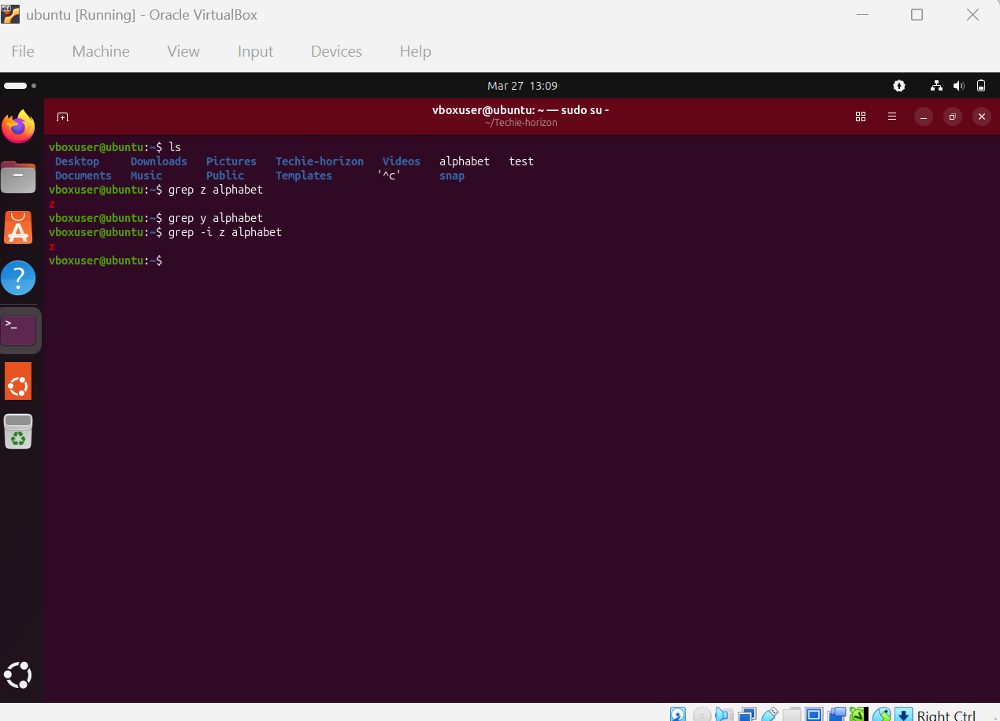 ubuntu [Running] - Oracle VirtualBox
File Machine View Input Devices Help
Mar 27 13:09
vboxuser@ubuntu: ~ — sudo su -
~/Techie-horizon
vboxuser@ubuntu:~$ ls
Desktop Downloads Pictures Techie-horizon Videos alphabet test
Documents Music Public Templates '^c' snap
vboxuser@ubuntu:~$ grep z alphabet
z
vboxuser@ubuntu:~$ grep y alphabet
vboxuser@ubuntu:~$ grep -i z alphabet
z
vboxuser@ubuntu:~$
Right Ctrl